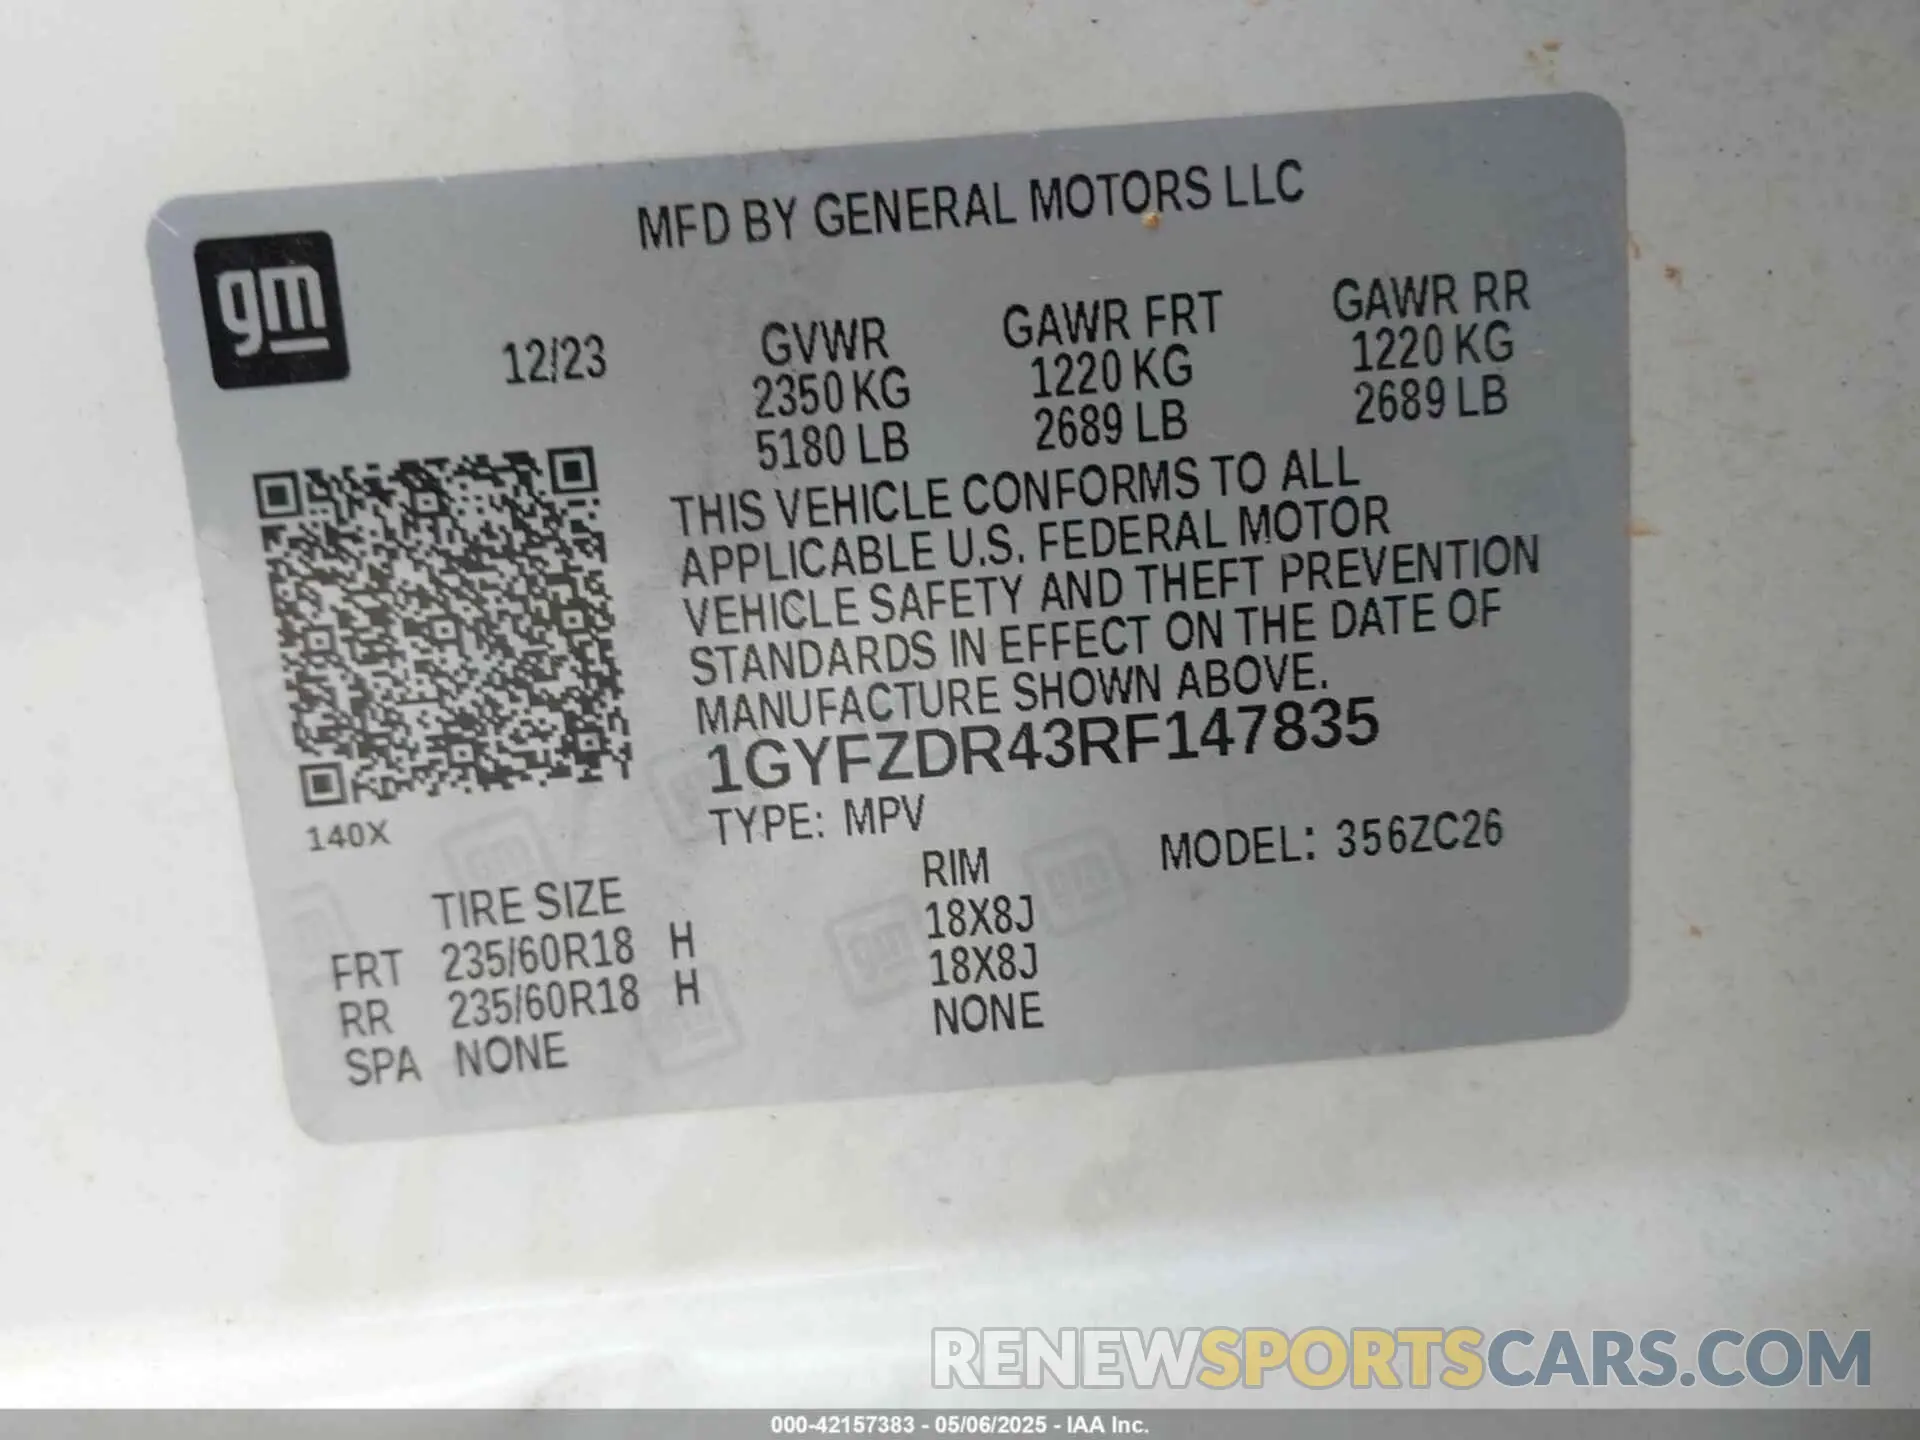 MFD BY GENERAL MOTORS LLC
gm
12/23
GVWR GAWR FRT GAWR RR
2350 KG 1220 KG 1220 KG
5180 LB 2689 LB 2689 LB
THIS VEHICLE CONFORMS TO ALL
APPLICABLE U.S. FEDERAL MOTOR
VEHICLE SAFETY AND THEFT PREVENTION
STANDARDS IN EFFECT ON THE DATE OF
MANUFACTURE SHOWN ABOVE.
1GYFZDR43RF147835
140X
TYPE: MPV MODEL: 356ZC26
TIRE SIZE RIM
FRT 235/60R18 H 18X8J
RR 235/60R18 H 18X8J
SPA NONE NONE
RENEWSPORTSCARS.COM
000-42157383 - 05/06/2025 - IAA Inc.